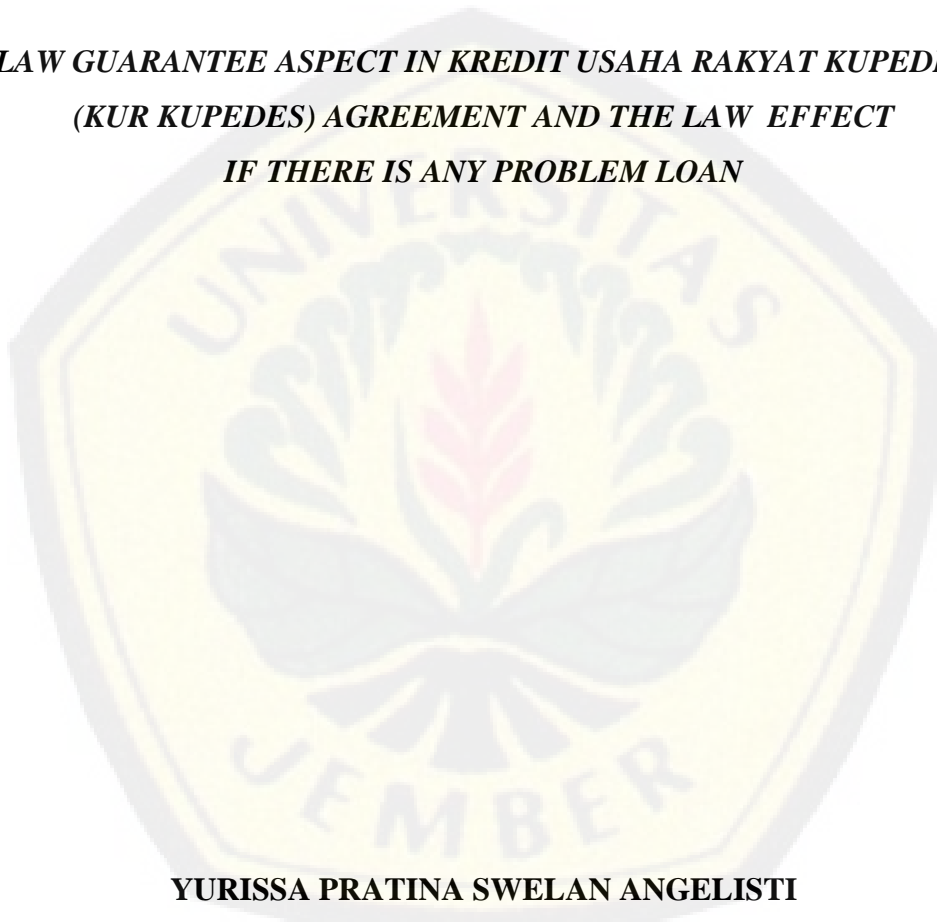 LAW GUARANTEE ASPECT IN KREDIT USAHA RAKYAT
(KUR KUPEDES) AGREEMENT AND THE LAW EFFECT
IF THERE IS ANY PROBLEM LOAN
UNIVERSITAS
JEMBER
YURISSA PRATINA SWELAN ANGELISTI